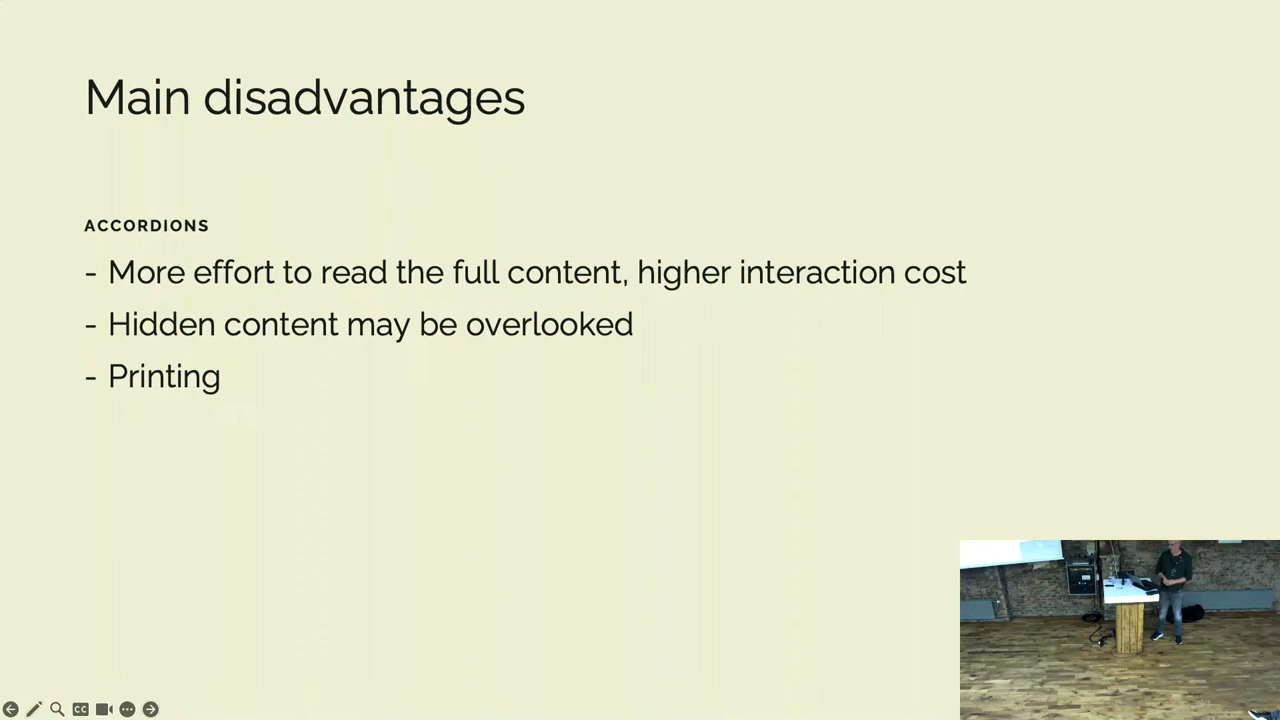 Main disadvantages
ACCORDIONS
- More effort to read the full content, higher interaction cost
- Hidden content may be overlooked
- Printing
CC